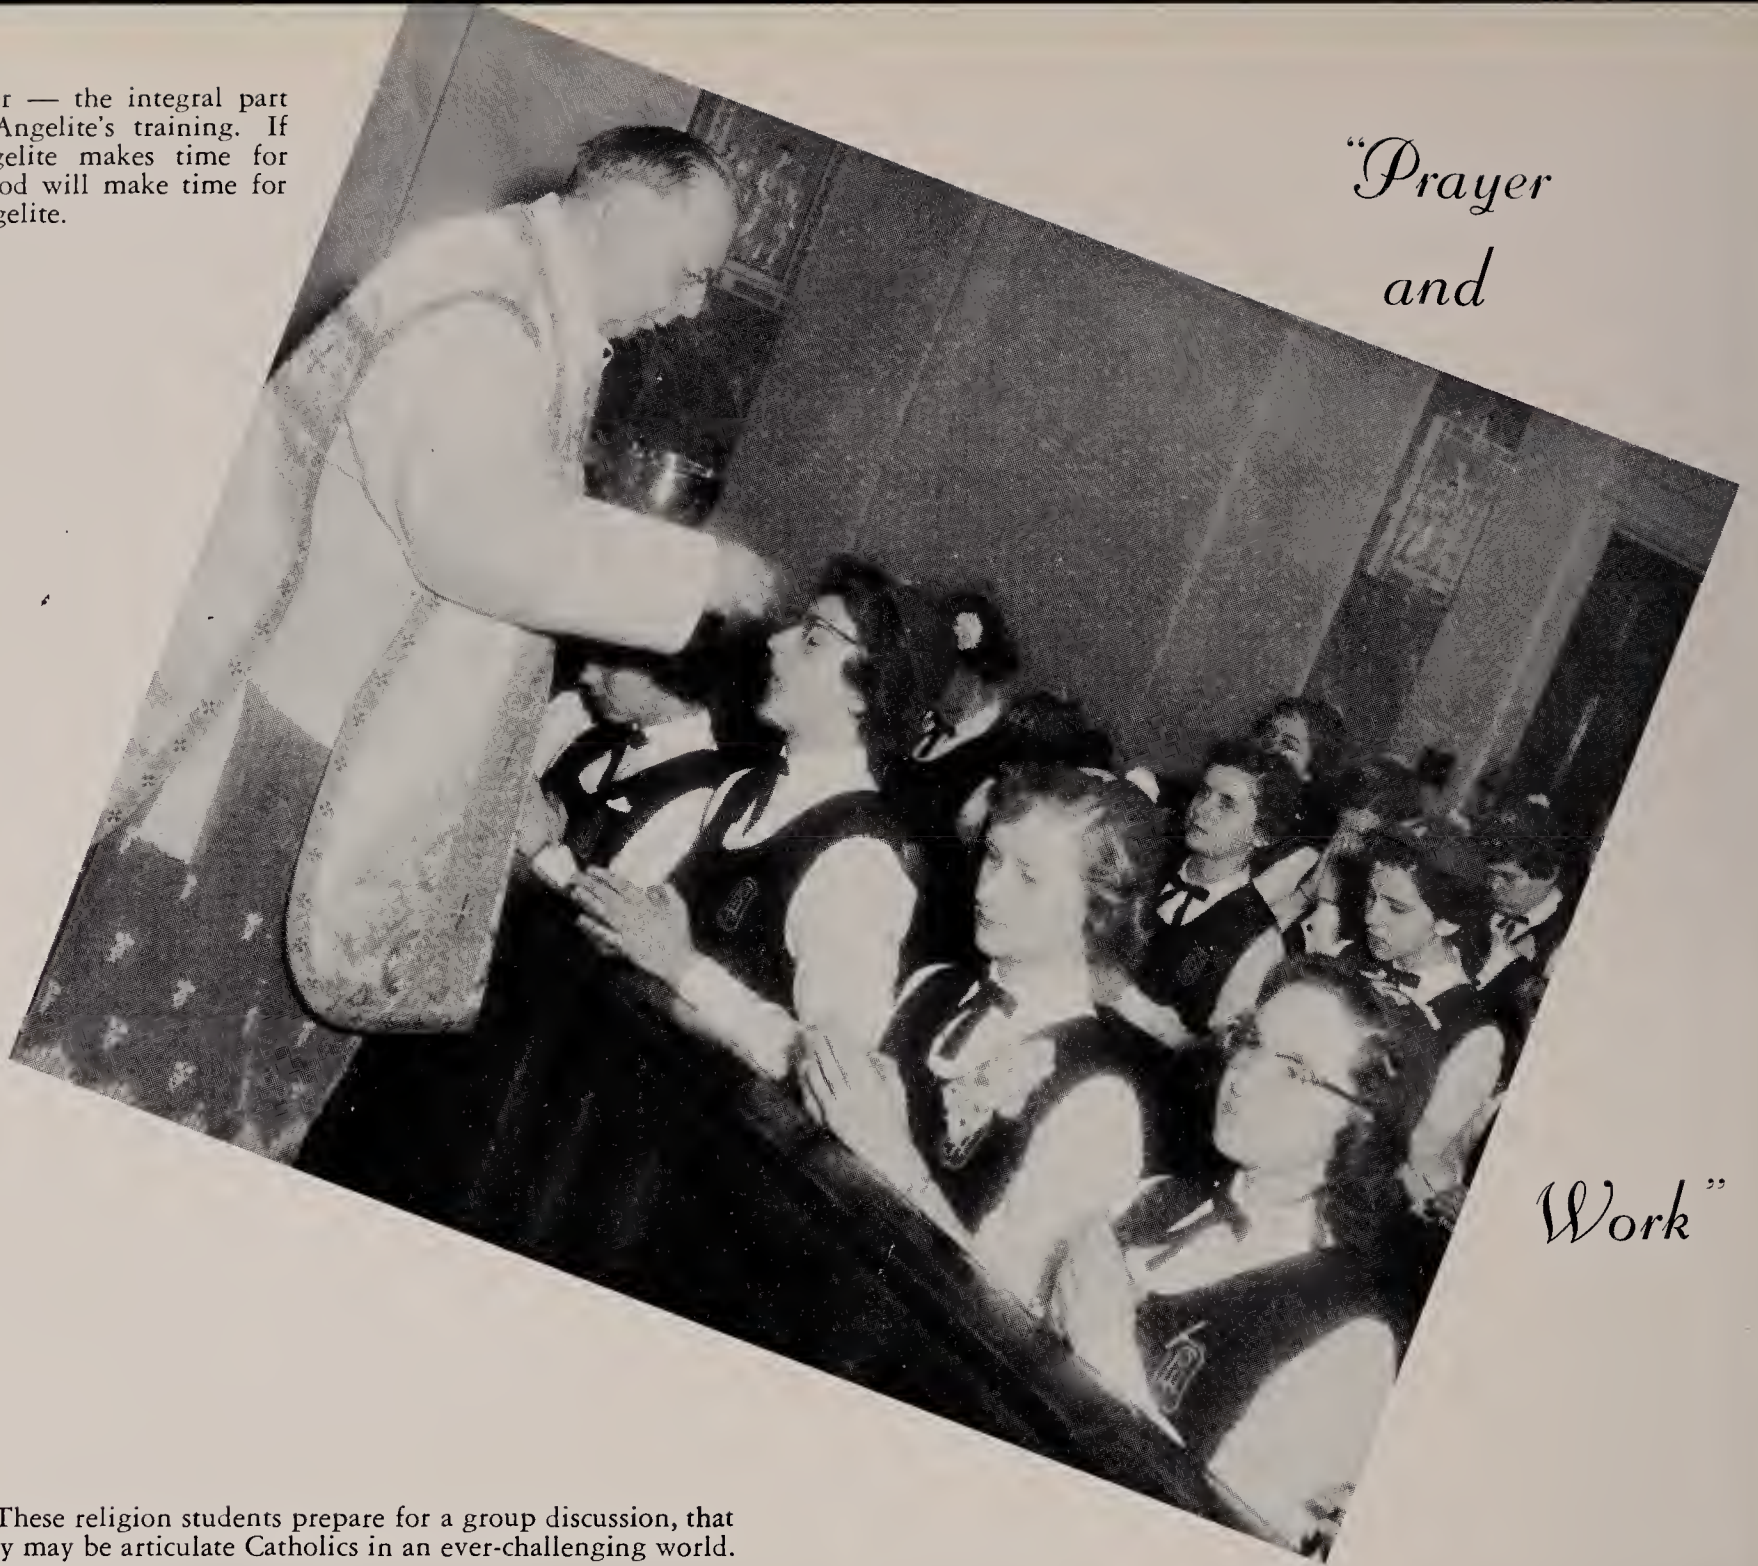 r — the integral part
Angelite's training. If
gelite makes time for
od will make time for
gelite.
“Prayer
and
Work”
These religion students prepare for a group discussion, that
y may be articulate Catholics in an ever-challenging world.